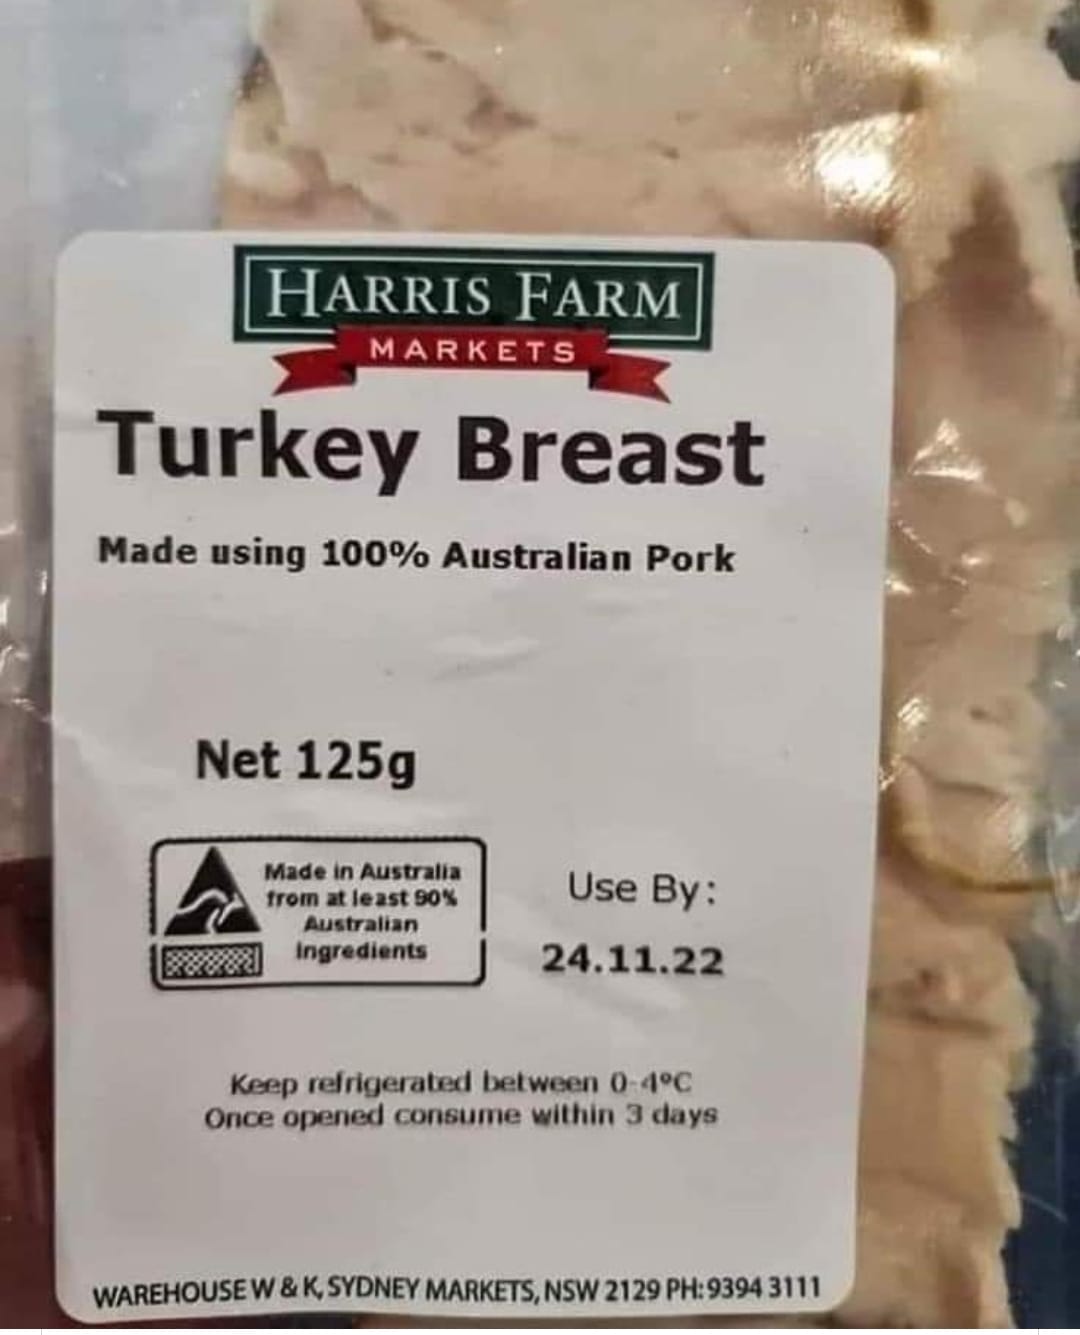 HARRIS FARM
MARKETS
Turkey Breast
Made using 100% Australian Pork
Net 125g
Made in Australia
from at least 90%
Australian
ingredients
Use By:
24.11.22
Keep refrigerated between 0-4ºC
Once opened consume within 3 days
WAREHOUSE W & K, SYDNEY MARKETS, NSW 2129 PH: 9394 3111